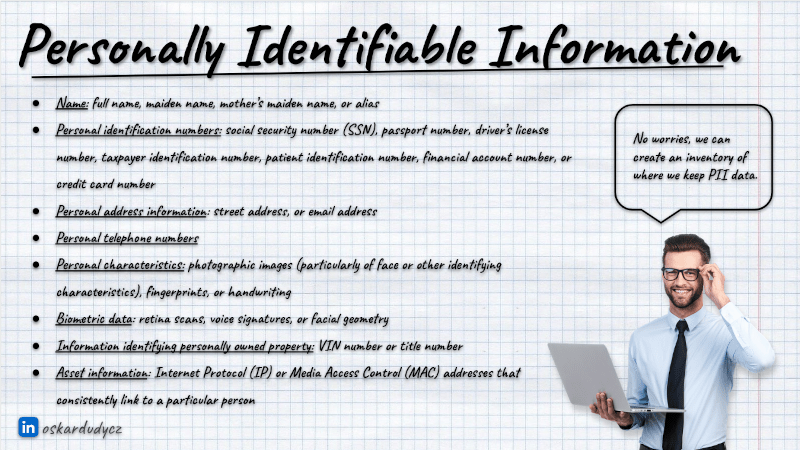 Personally Identifiable Information
• Name: full name, maiden name, mother's maiden name, or alias
• Personal identification numbers: social security number (SSN), passport number, driver's license
number, taxpayer identification number, patient identification number, financial account number, or
credit card number
• Personal address information: street address, or email address
• Personal telephone numbers
• Personal characteristics: photographic images (particularly of face or other identifying
characteristics), fingerprints, or handwriting
• Biometric data: retina scans, voice signatures, or facial geometry
• Information identifying personally owned property: VIN number or title number
• Asset information: Internet Protocol (IP) or Media Access Control (MAC) addresses that
consistently link to a particular person
No worries, we can
create an inventory of
where we keep PII data.
in oskardudycz